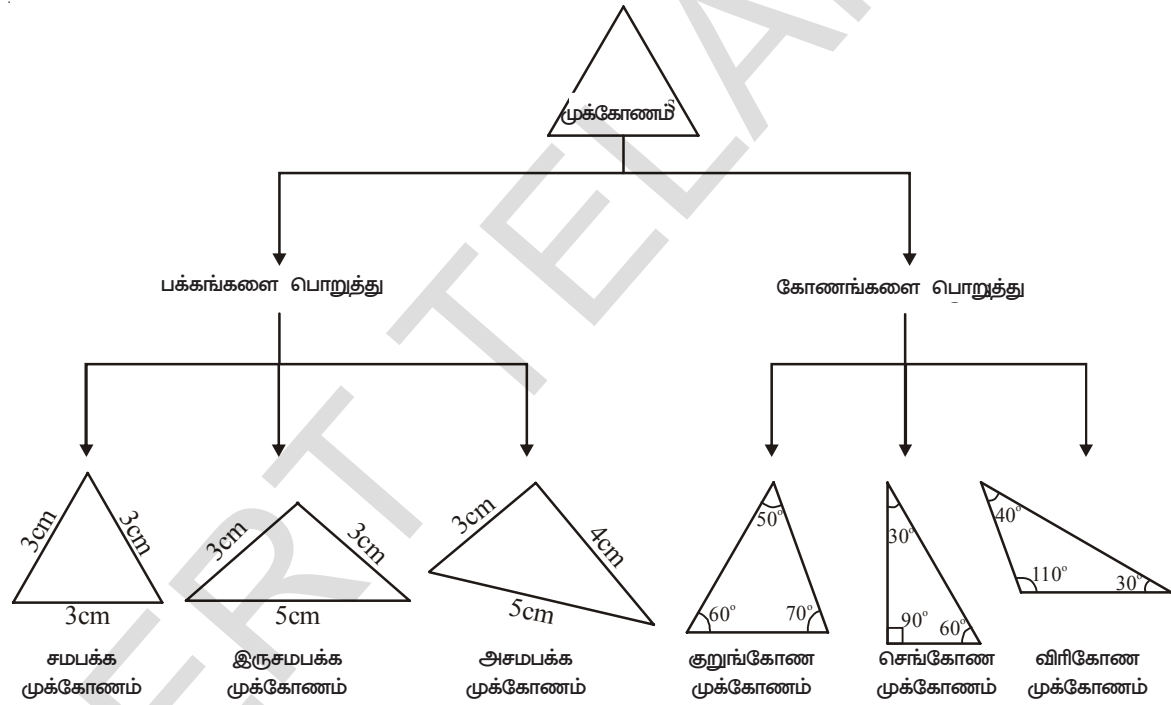 முக்கோணம்
பக்கங்களை பொறுத்து
கோணங்களை பொறுத்து
3cm
3cm
3cm
3cm
3cm
5cm
3cm
4cm
5cm
50°
60°
70°
30°
90°
60°
40°
110°
30°
சமபக்க
முக்கோணம்
இருசமபக்க
முக்கோணம்
அசமபக்க
முக்கோணம்
குறுங்கோண
முக்கோணம்
செங்கோண
முக்கோணம்
விரிகோண
முக்கோணம்